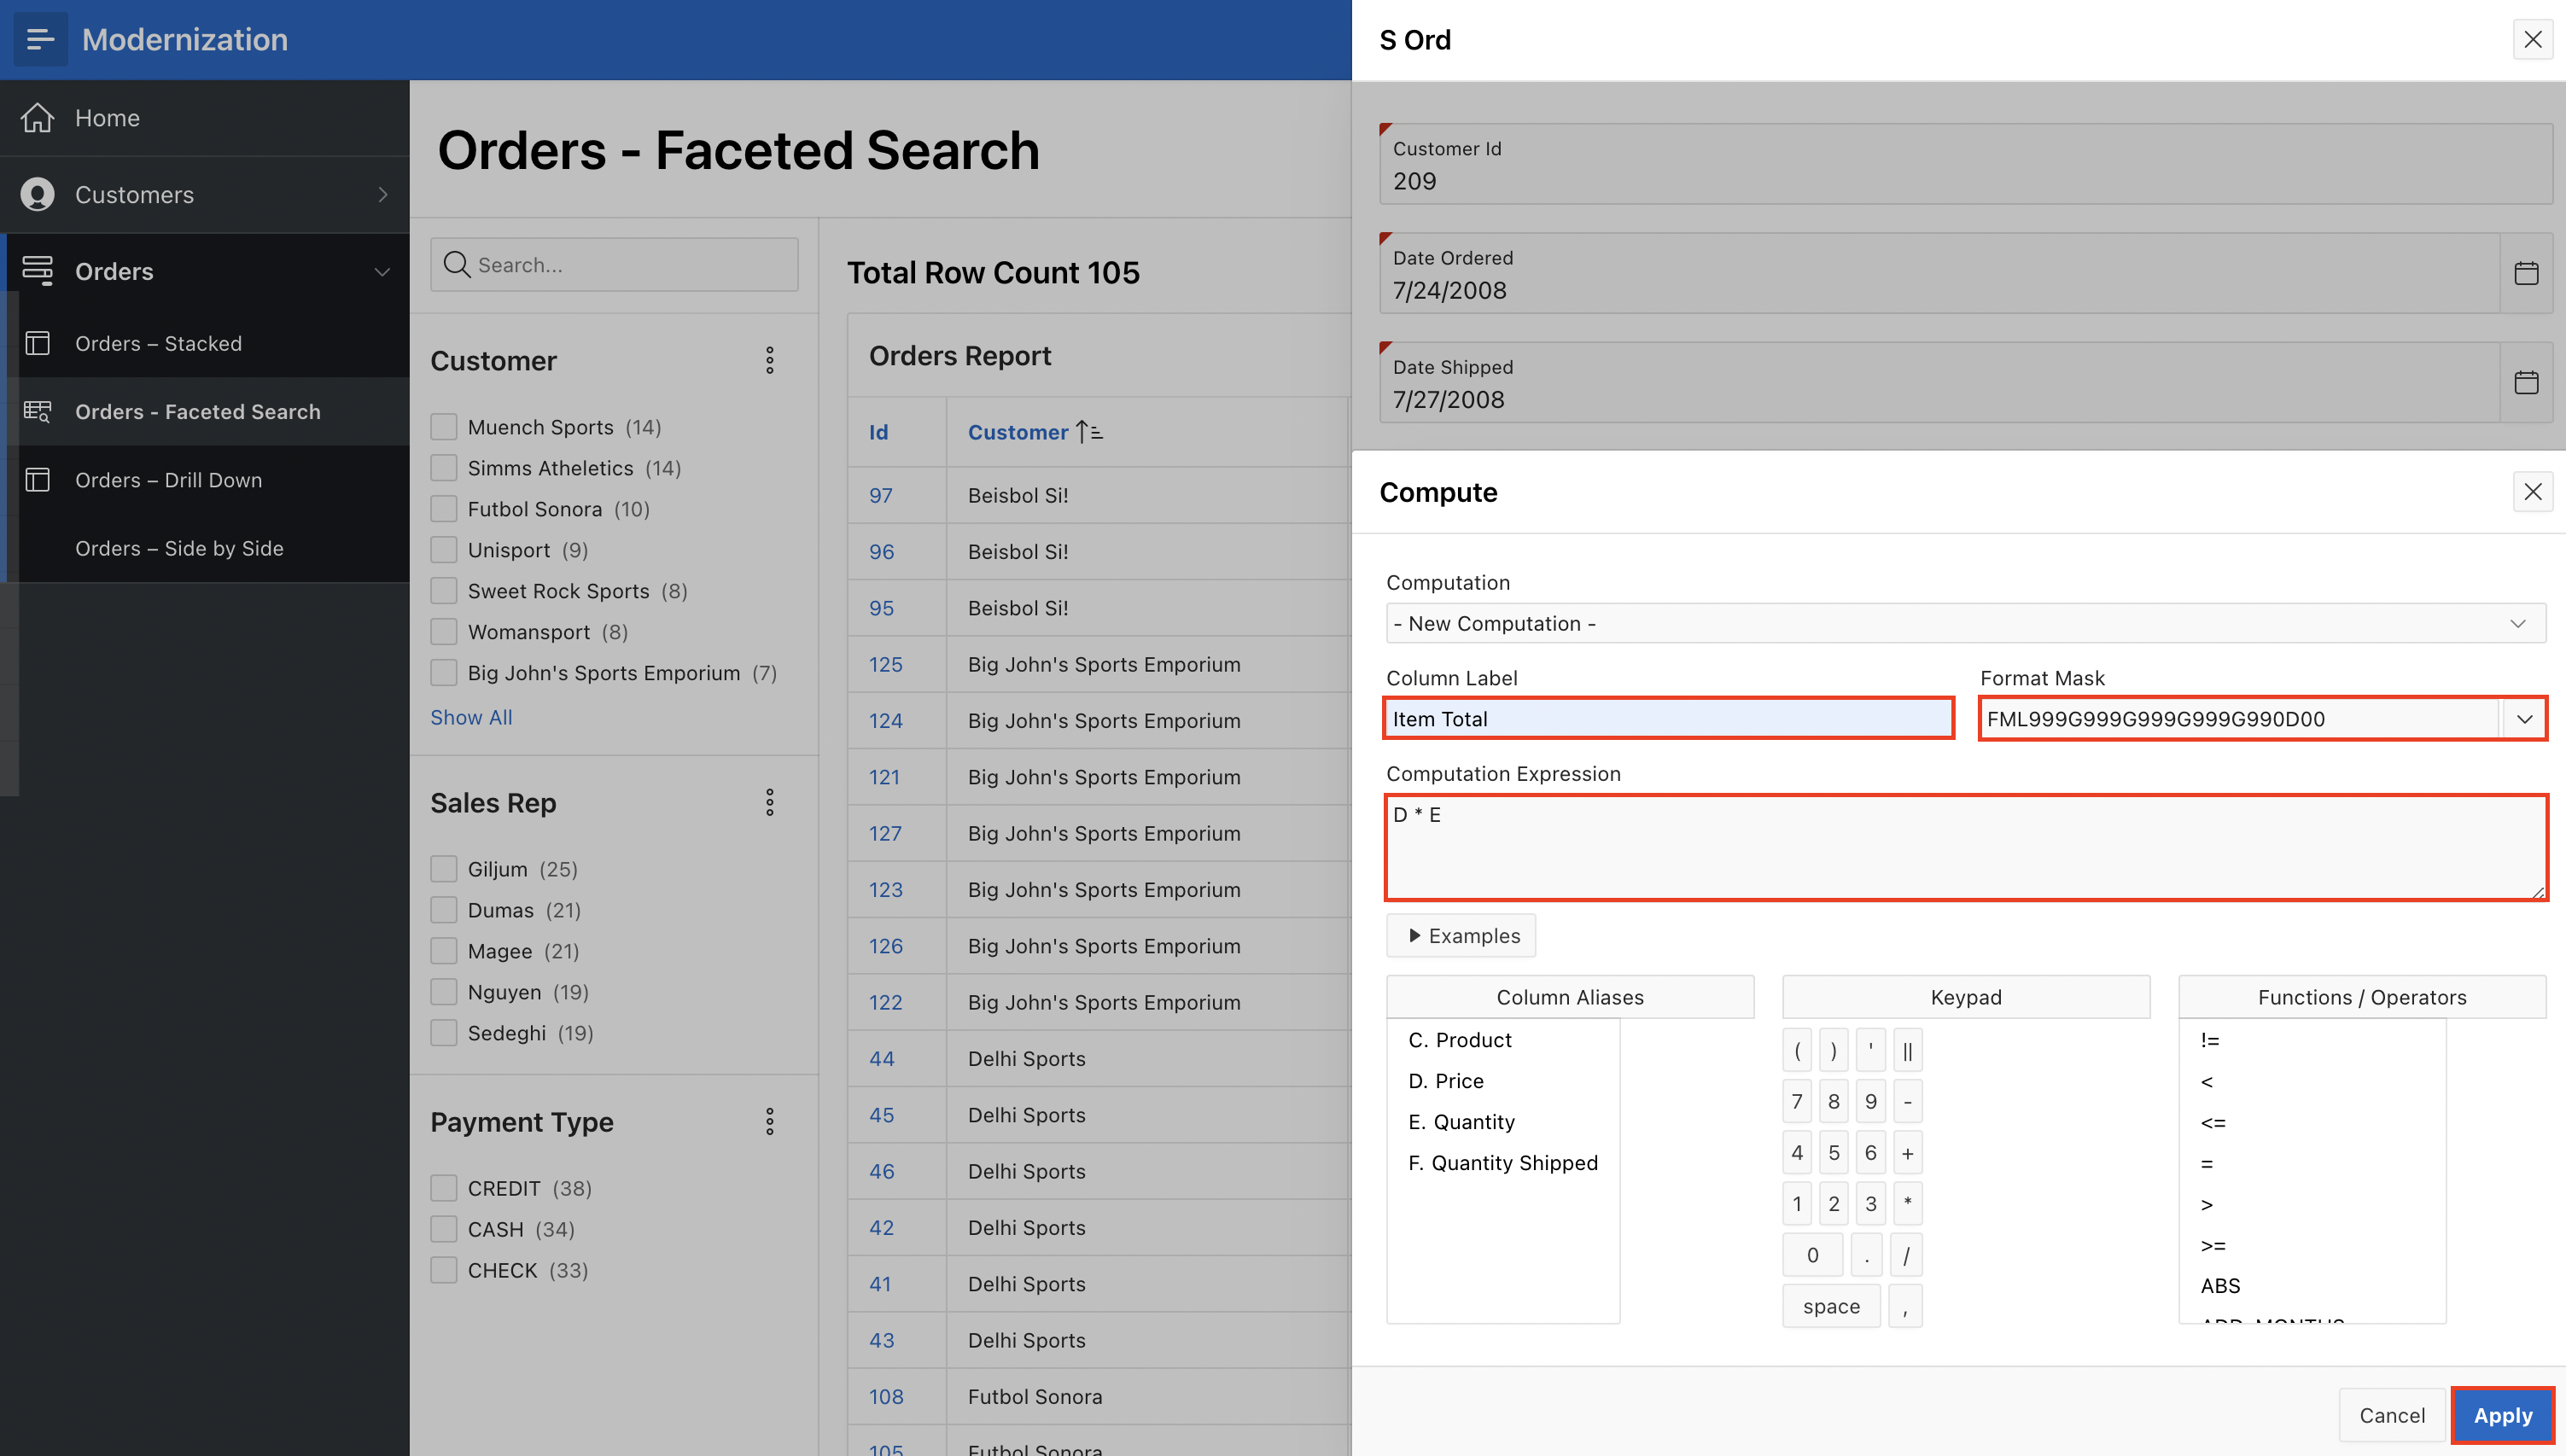 Modernization
Home
Customers
Orders
Orders – Stacked
Orders - Faceted Search
Orders – Drill Down
Orders – Side by Side
Orders - Faceted Search
Search...
Customer
Muench Sports (14)
Simms Atheletics (14)
Futbol Sonora (10)
Unisport (9)
Sweet Rock Sports (8)
Womansport (8)
Big John's Sports Emporium (7)
Show All
Sales Rep
Giljum (25)
Dumas (21)
Magee (21)
Nguyen (19)
Sedeghi (19)
Payment Type
CREDIT (38)
CASH (34)
CHECK (33)
Total Row Count 105
Orders Report
Id Customer
97 Beisbol Si!
96 Beisbol Si!
95 Beisbol Si!
125 Big John's Sports Emporium
124 Big John's Sports Emporium
121 Big John's Sports Emporium
127 Big John's Sports Emporium
123 Big John's Sports Emporium
126 Big John's Sports Emporium
122 Big John's Sports Emporium
44 Delhi Sports
45 Delhi Sports
46 Delhi Sports
42 Delhi Sports
41 Delhi Sports
43 Delhi Sports
108 Futbol Sonora
105 Futbol Sonora
S Ord
Customer Id
209
Date Ordered
7/24/2008
Date Shipped
7/27/2008
Compute
Computation
- New Computation -
Column Label Format Mask
Item Total FML999G999G999G999G990D00
Computation Expression
D * E
Examples
Column Aliases
C. Product
D. Price
E. Quantity
F. Quantity Shipped
Keypad
( ) ' ||
7 8 9 -
4 5 6 +
1 2 3 *
0 . /
space ,
Functions / Operators
!=
<
<=
=
>
>=
ABS
ADD_MONTHS
Cancel Apply